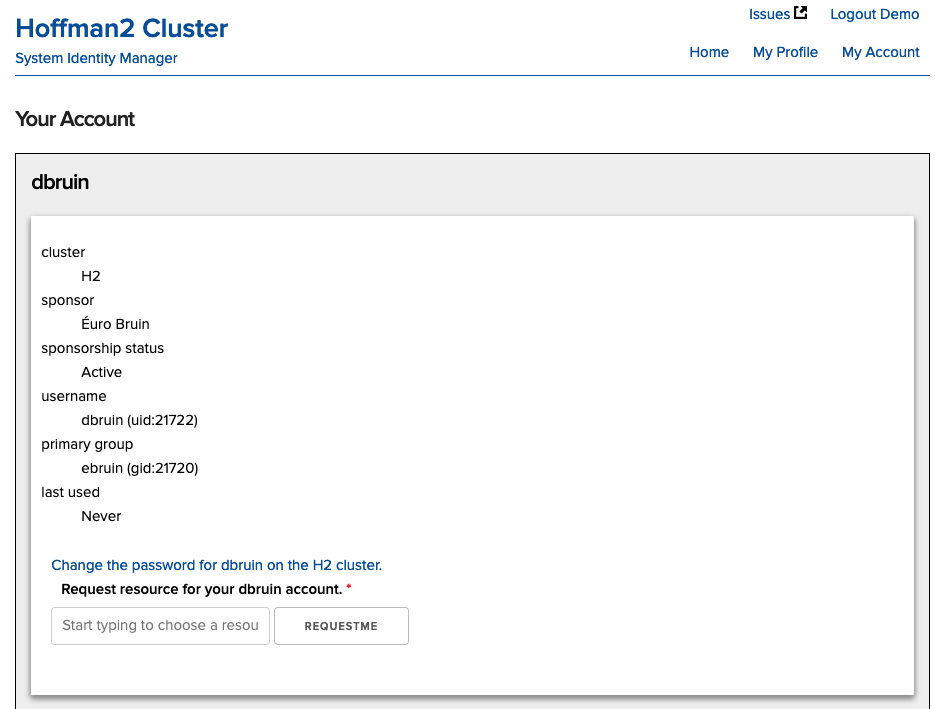 Hoffman2 Cluster
System Identity Manager
Issues
Logout Demo
Home
My Profile
My Account
Your Account
dbruin
cluster
H2
sponsor
Éuro Bruin
sponsorship status
Active
username
dbruin (uid:21722)
primary group
ebruin (gid:21720)
last used
Never
Change the password for dbruin on the H2 cluster.
Request resource for your dbruin account. *
Start typing to choose a resou
REQUESTME